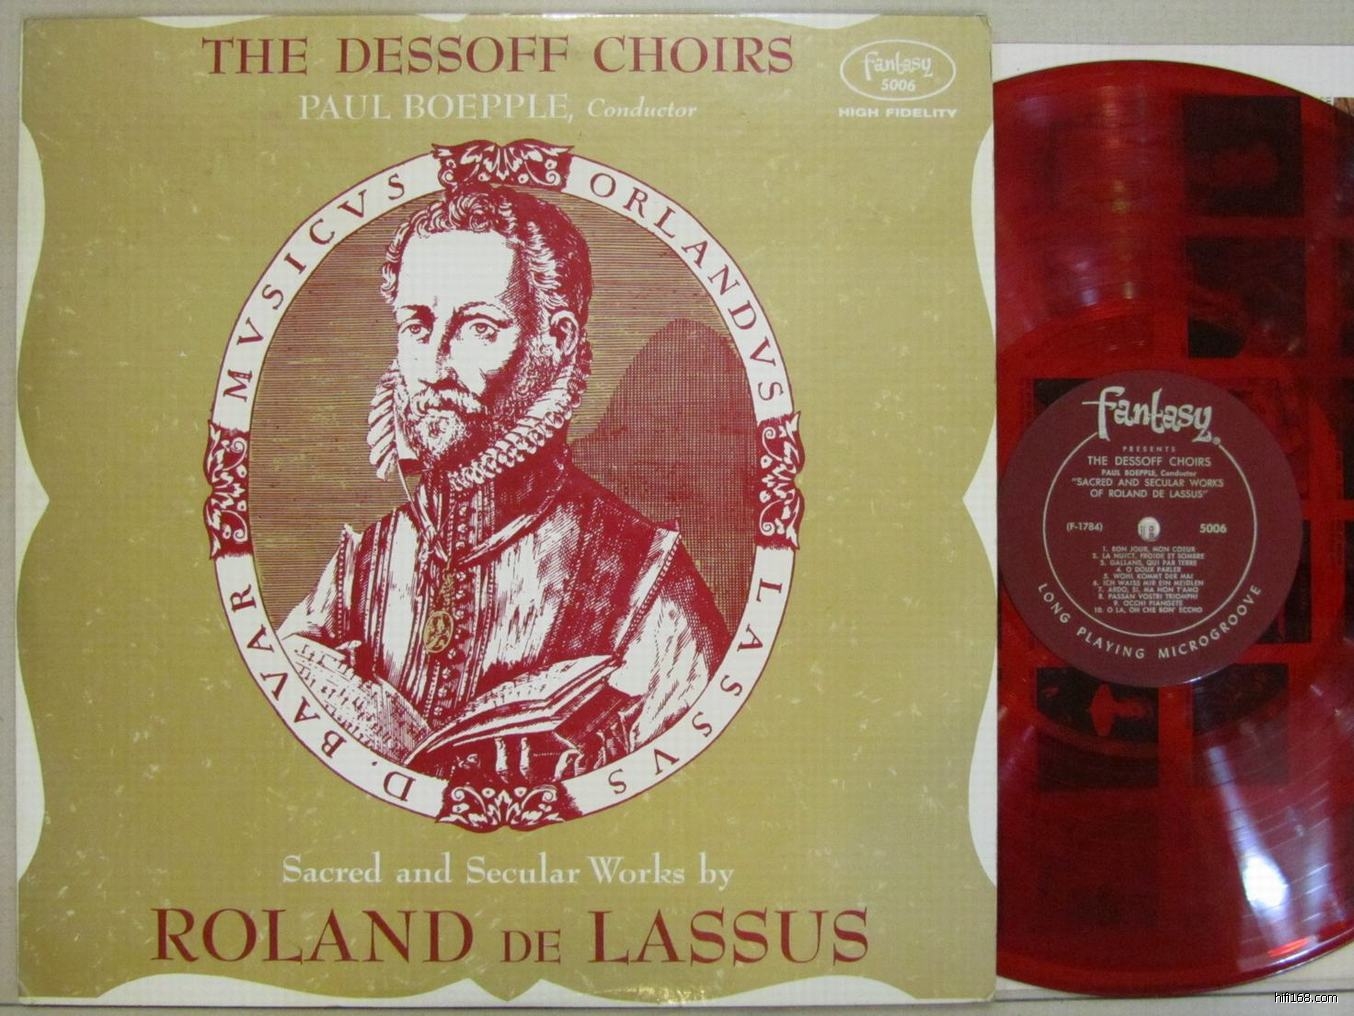 THE DESSOFF CHOIRS
PAUL BOEPPLE, Conductor
fantasy
5006
HIGH FIDELITY
MVSICVS
ORLANDVS
LASSVS
D. BAVAR
Sacred and Secular Works by
ROLAND DE LASSUS
fantasy
PRESENTS
THE DESSOFF CHOIRS
PAUL BOEPPLE, Conductor
"SACRED AND SECULAR WORKS
OF ROLAND DE LASSUS"
(F-1784)
5006
1. BON JOUR, MON COEUR
2. LA NUICT, FROIDE ET SOMBRE
3. GALLANS, QUI PAR TERRE
4. O DOUX PARLER
5. WOHL KOMMT DER MAI
6. ICH WAISS MIR EIN MEIDLEN
7. ARDO, SI, MA NON T'AMO
8. PASSAN VOSTRI TRIOMPHI
9. OCCHI PIANGETE
10. O LA, OH CHE BON' ECCHO
LONG PLAYING MICROGROOVE
hifi168.com